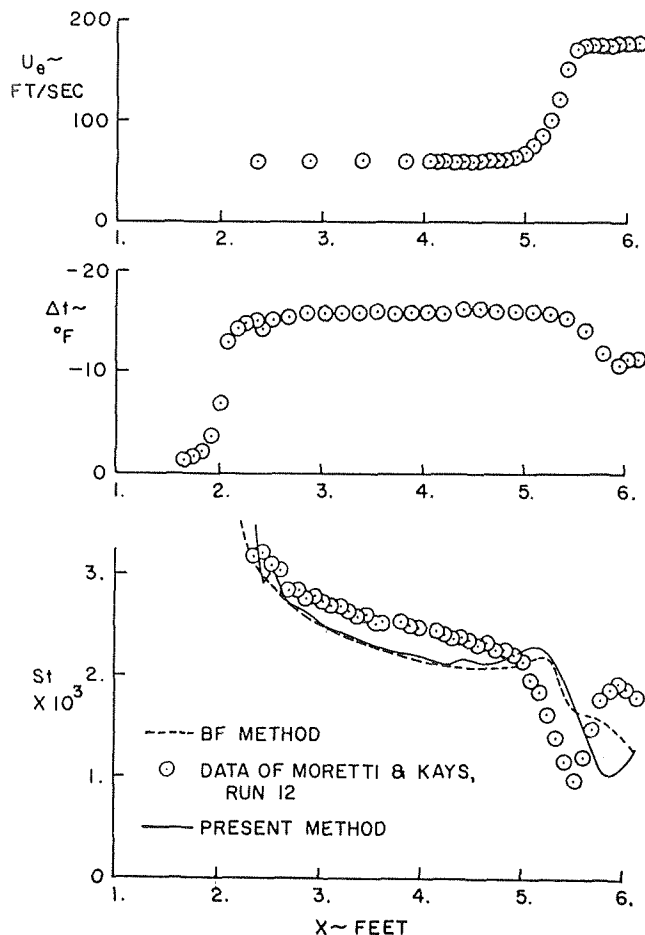 200
U_e ~
FT/SEC
100
0
1. 2. 3. 4. 5. 6.
-20
Δt ~
°F
-10
0
1. 2. 3. 4. 5. 6.
3.
2.
St
X 10³
1.
0.
--- BF METHOD
⊙ DATA OF MORETTI & KAYS,
RUN 12
— PRESENT METHOD
1. 2. 3. 4. 5. 6.
X ~ FEET